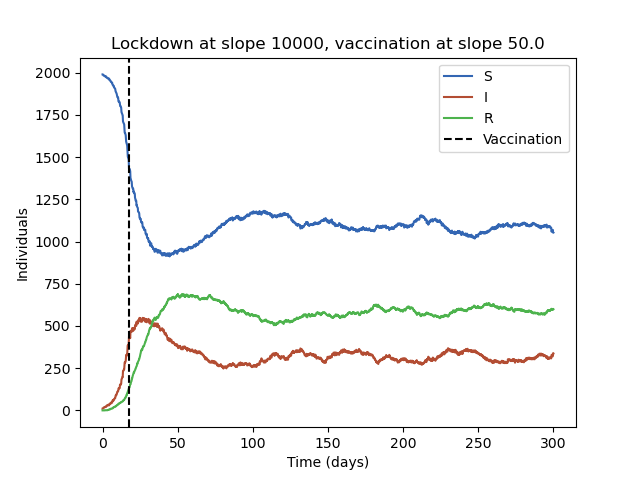 Lockdown at slope 10000, vaccination at slope 50.0
2000
1750
1500
1250
1000
750
500
250
0
Individuals
S
I
R
Vaccination
0 50 100 150 200 250 300
Time (days)